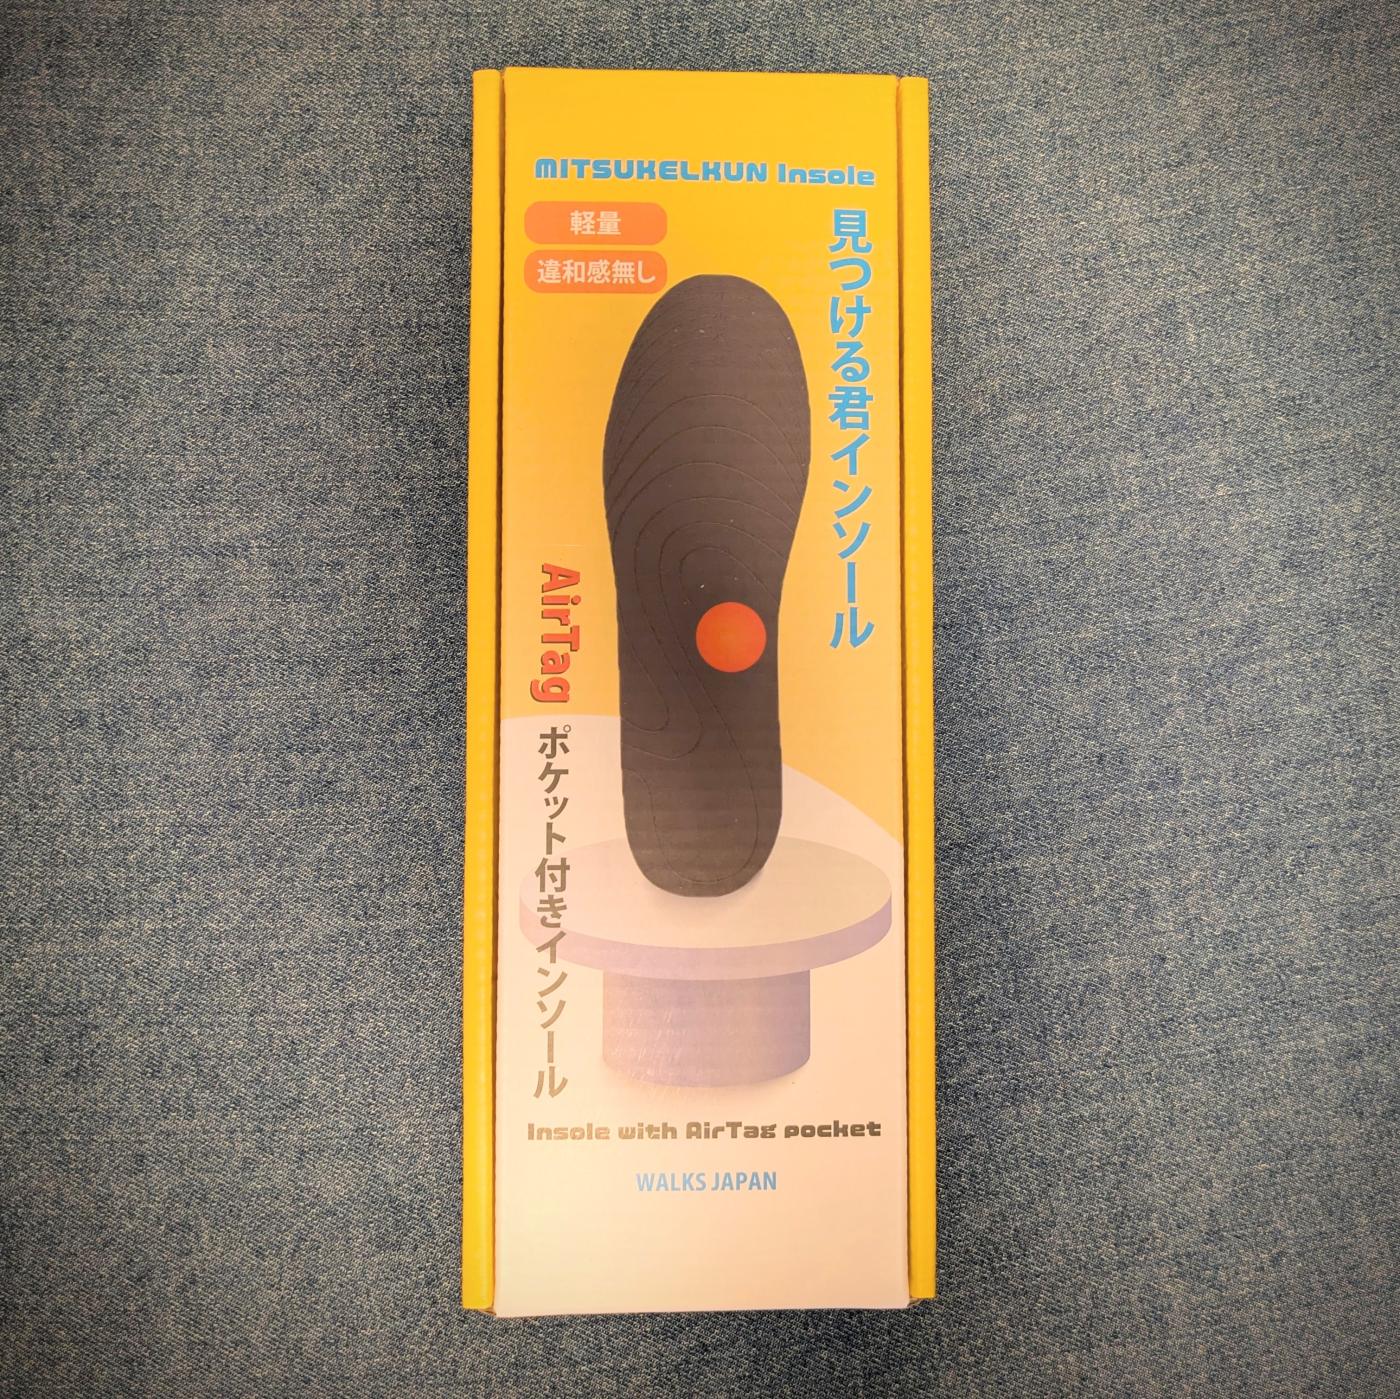 MITSUKELKUN Insole
軽量
違和感無し
見つける君インソール
AirTag ポケット付きインソール
Insole with AirTag pocket
WALKS JAPAN